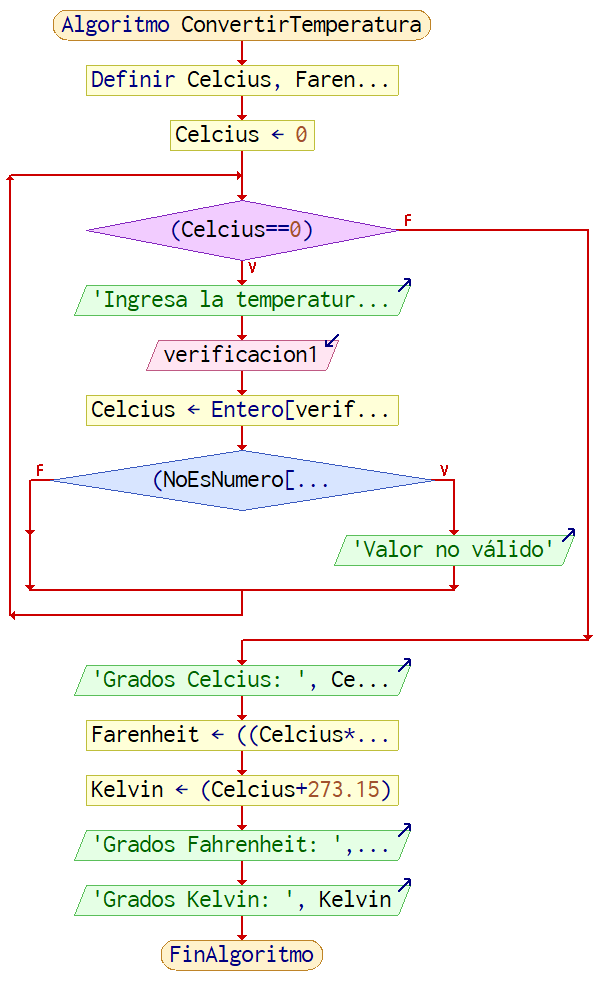 Algoritmo ConvertirTemperatura
Definir Celcius, Faren...
Celcius ← 0
(Celcius==0)
F
V
'Ingresa la temperatur...
verificacion1
Celcius ← Entero[verif...
F
(NoEsNumero[...
V
'Valor no válido'
'Grados Celcius: ', Ce...
Farenheit ← ((Celcius*...
Kelvin ← (Celcius+273.15)
'Grados Fahrenheit: ',...
'Grados Kelvin: ', Kelvin
FinAlgoritmo